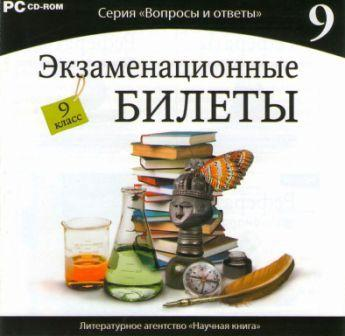 PC CD-ROM
Серия «Вопросы и ответы»
9
Экзаменационные
БИЛЕТЫ
9
класс
Литературное агентство «Научная книга»